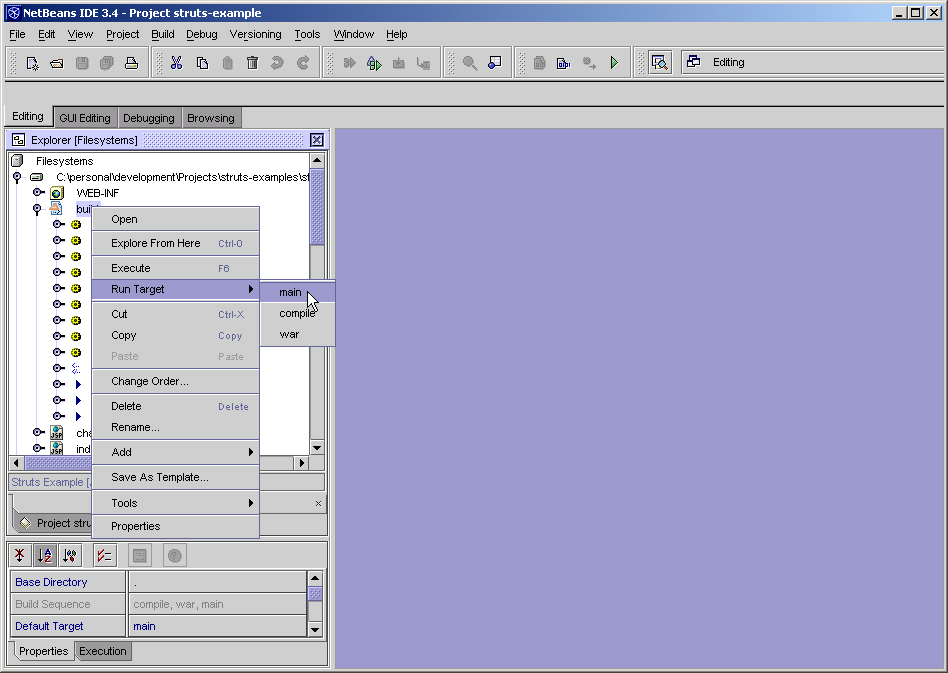 NetBeans IDE 3.4 - Project struts-example
File Edit View Project Build Debug Versioning Tools Window Help
Editing
Editing GUI Editing Debugging Browsing
Explorer [Filesystems]
Filesystems
C:\personal\development\Projects\struts-examples\st
WEB-INF
Open
Explore From Here Ctrl-O
Execute F6
Run Target
main
compile
war
Cut Ctrl-X
Copy Copy
Paste Paste
Change Order...
Delete Delete
Rename...
Add
Save As Template...
Tools
Properties
JSP cha
JSP ind
Struts Example [
Project stru
Base Directory .
Build Sequence compile, war, main
Default Target main
Properties Execution